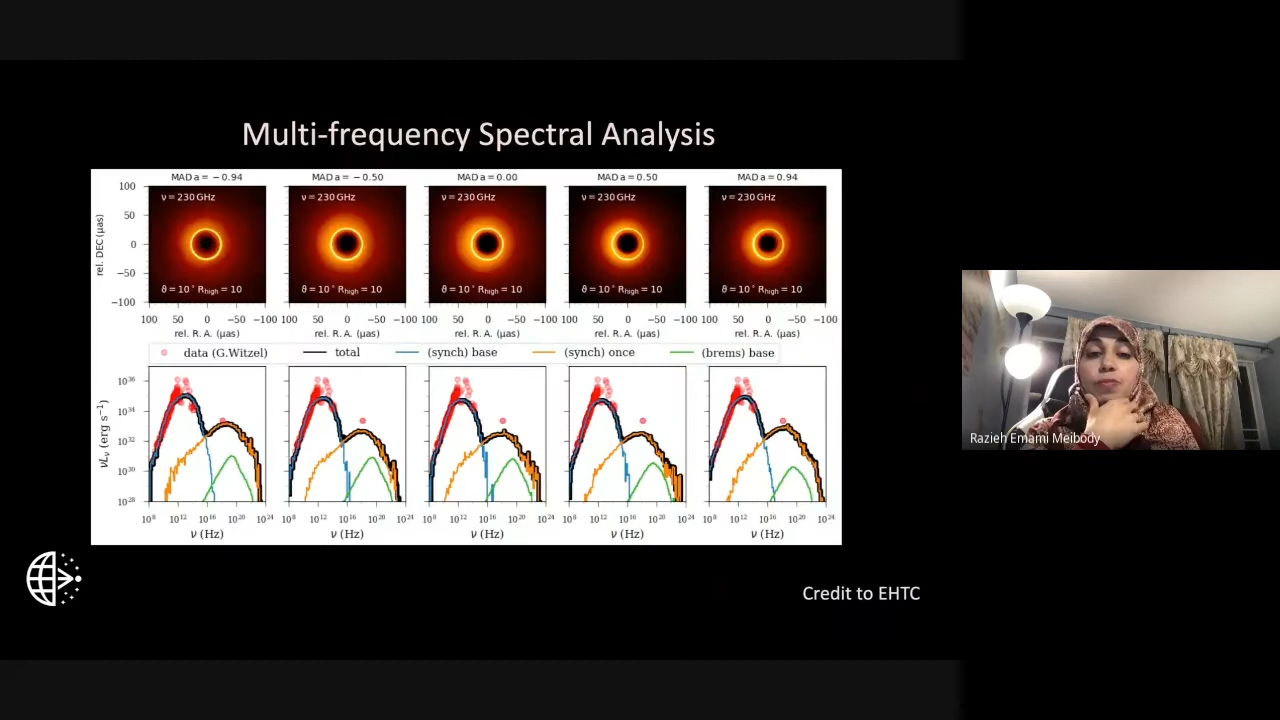 Multi-frequency Spectral Analysis
MAD a = −0.94 MAD a = −0.50 MAD a = 0.00 MAD a = 0.50 MAD a = 0.94
ν = 230 GHz ν = 230 GHz ν = 230 GHz ν = 230 GHz ν = 230 GHz
100
50
0
−50
−100
rel. DEC (μas)
ϑ = 10° R_high = 10 ϑ = 10° R_high = 10 ϑ = 10° R_high = 10 ϑ = 10° R_high = 10 ϑ = 10° R_high = 10
100 50 0 −50 −100 100 50 0 −50 −100 100 50 0 −50 −100 100 50 0 −50 −100 100 50 0 −50 −100
rel. R. A. (μas) rel. R. A. (μas) rel. R. A. (μas) rel. R. A. (μas) rel. R. A. (μas)
data (G.Witzel) total (synch) base (synch) once (brems) base
10³⁶
10³⁴
10³²
10³⁰
10²⁸
νL_ν (erg s⁻¹)
10⁸ 10¹² 10¹⁶ 10²⁰ 10²⁴ 10⁸ 10¹² 10¹⁶ 10²⁰ 10²⁴ 10⁸ 10¹² 10¹⁶ 10²⁰ 10²⁴ 10⁸ 10¹² 10¹⁶ 10²⁰ 10²⁴ 10⁸ 10¹² 10¹⁶ 10²⁰ 10²⁴
ν (Hz) ν (Hz) ν (Hz) ν (Hz) ν (Hz)
Credit to EHTC
Razieh Emami Meibody